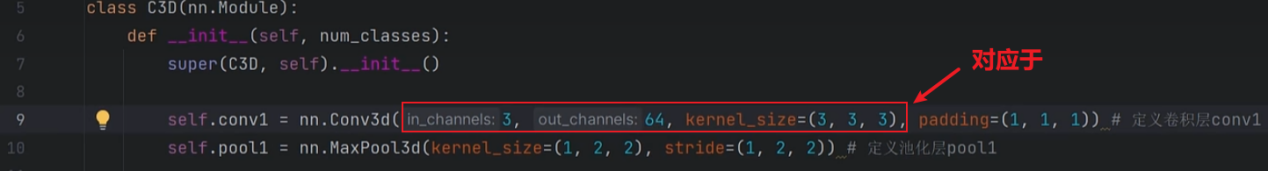 5 class C3D(nn.Module):
6 def __init__(self, num_classes):
7 super(C3D, self).__init__()
对应于
8
9 self.conv1 = nn.Conv3d( in_channels: 3, out_channels: 64, kernel_size=(3, 3, 3), padding=(1, 1, 1)) # 定义卷积层conv1
10 self.pool1 = nn.MaxPool3d(kernel_size=(1, 2, 2), stride=(1, 2, 2)) # 定义池化层pool1